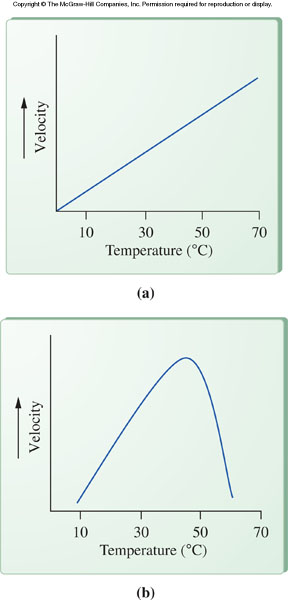 Copyright © The McGraw-Hill Companies, Inc. Permission required for reproduction or display.
Velocity
10 30 50 70
Temperature (°C)
(a)
Velocity
10 30 50 70
Temperature (°C)
(b)